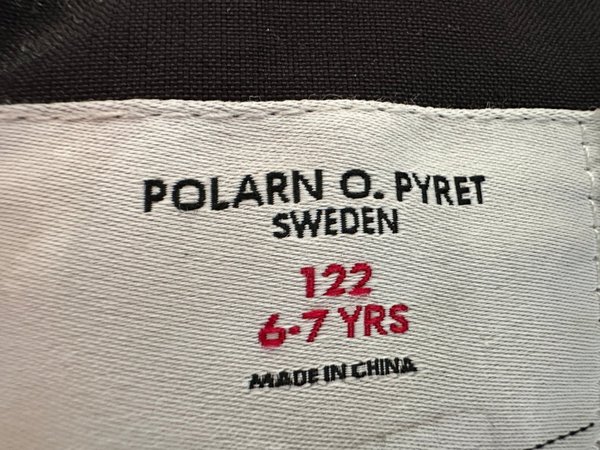 POLARN O. PYRET
SWEDEN
122
6-7 YRS
MADE IN CHINA